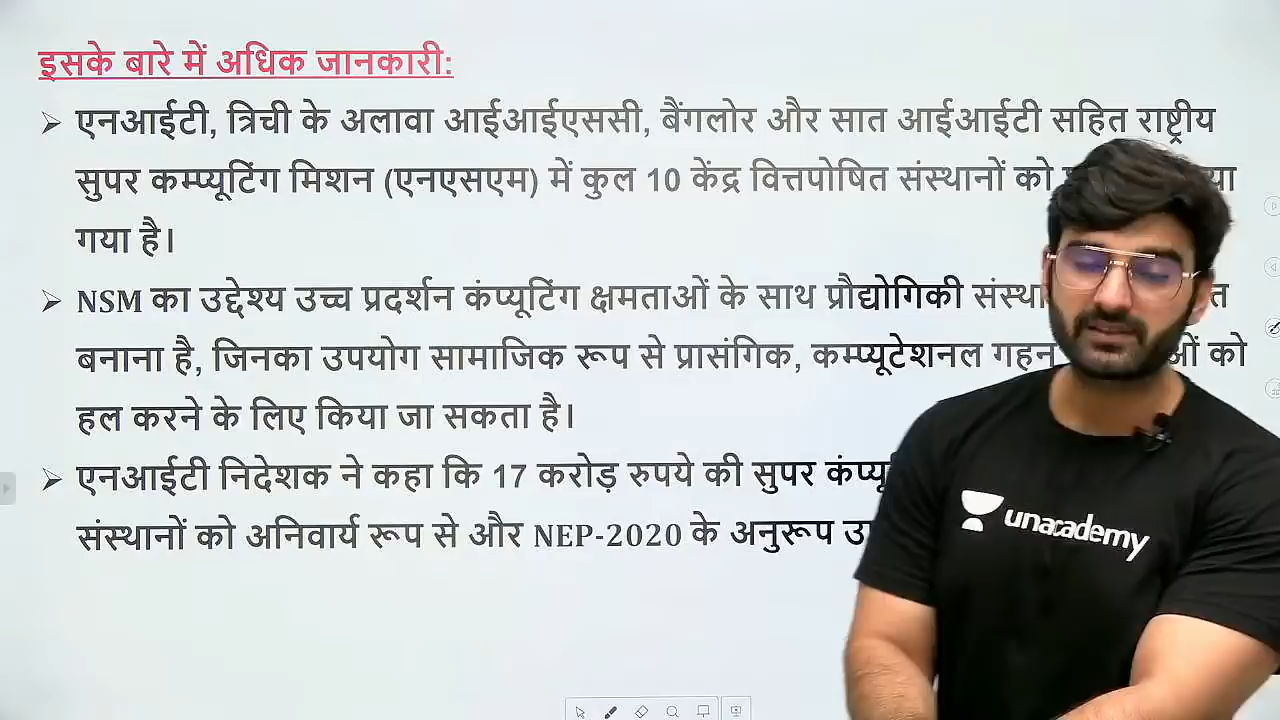 इसके बारे में अधिक जानकारी:
एनआईटी, त्रिची के अलावा आईआईएससी, बैंगलोर और सात आईआईटी सहित राष्ट्रीय
सुपर कम्प्यूटिंग मिशन (एनएसएम) में कुल 10 केंद्र वित्तपोषित संस्थानों को
गया है।
NSM का उद्देश्य उच्च प्रदर्शन कंप्यूटिंग क्षमताओं के साथ प्रौद्योगिकी
बनाना है, जिनका उपयोग सामाजिक रूप से प्रासंगिक, कम्प्यूटेशनल गहन को
हल करने के लिए किया जा सकता है।
एनआईटी निदेशक ने कहा कि 17 करोड़ रुपये की सुपर
संस्थानों को अनिवार्य रूप से और NEP-2020 के अनुरूप
unacademy